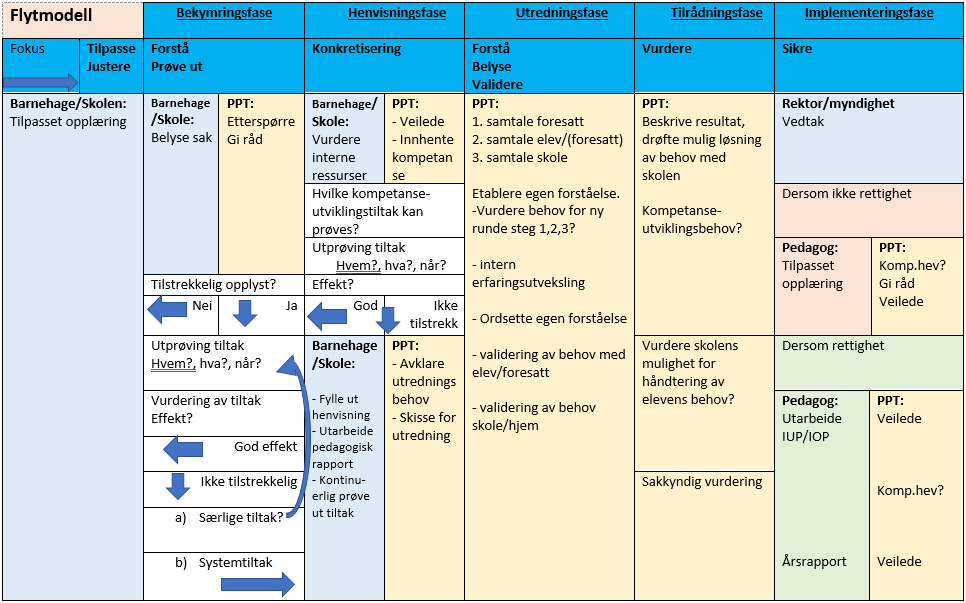 Flytmodell
Bekymringsfase
Henvisningsfase
Utredningsfase
Tilrådningsfase
Implementeringsfase
Fokus
Tilpasse
Justere
Forstå
Prøve ut
Konkretisering
Forstå
Belyse
Validere
Vurdere
Sikre
Barnehage/Skolen:
Tilpasset opplæring
Barnehage
/Skole:
Belyse sak
PPT:
Etterspørre
Gi råd
Tilstrekkelig opplyst?
Nei
Ja
Utprøving tiltak
Hvem?, hva?, når?
Vurdering av tiltak
Effekt?
God effekt
Ikke tilstrekkelig
a) Særlige tiltak?
b) Systemtiltak
Barnehage/
Skole:
Vurdere
interne
ressurser
PPT:
- Veilede
- Innhente
kompetan
se
Hvilke kompetanse-
utviklingstiltak kan
prøves?
Utprøving tiltak
Hvem?, hva?, når?
Effekt?
God
Ikke
tilstrekk
Barnehage
/Skole:
- Fylle ut
henvisning
- Utarbeide
pedagogisk
rapport
- Kontinu-
erlig prøve
ut tiltak
PPT:
- Avklare
utrednings
behov
- Skisse for
utredning
PPT:
1. samtale foresatt
2. samtale elev/(foresatt)
3. samtale skole
Etablere egen forståelse.
-Vurdere behov for ny
runde steg 1,2,3?
- intern
erfaringsutveksling
- Ordsette egen forståelse
- validering av behov med
elev/foresatt
- validering av behov
skole/hjem
PPT:
Beskrive resultat,
drøfte mulig løsning
av behov med
skolen
Kompetanse-
utviklingsbehov?
Vurdere skolens
mulighet for
håndtering av
elevens behov?
Sakkyndig vurdering
Rektor/myndighet
Vedtak
Dersom ikke rettighet
Pedagog:
Tilpasset
opplæring
PPT:
Komp.hev?
Gi råd
Veilede
Dersom rettighet
Pedagog:
Utarbeide
IUP/IOP
Årsrapport
PPT:
Veilede
Komp.hev?
Veilede